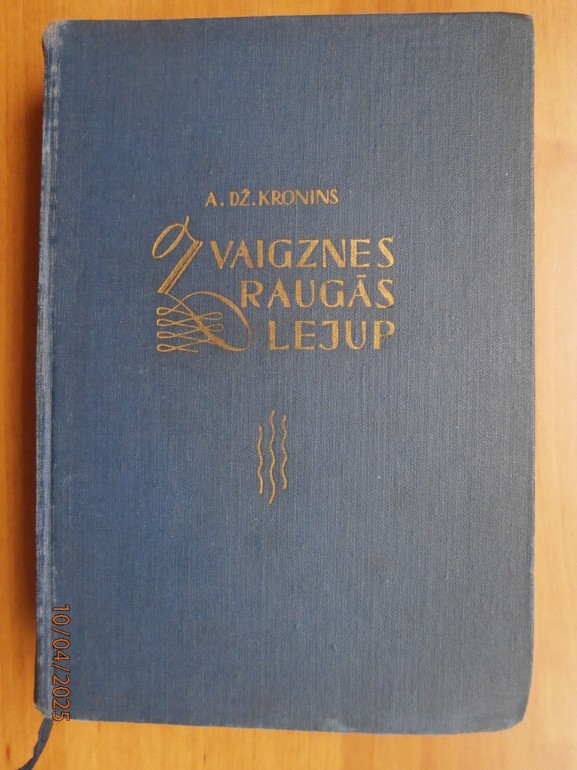 A. DŽ. KRONINS
ZVAIGZNES
RAUGĀS
LEJUP
10/04/2025